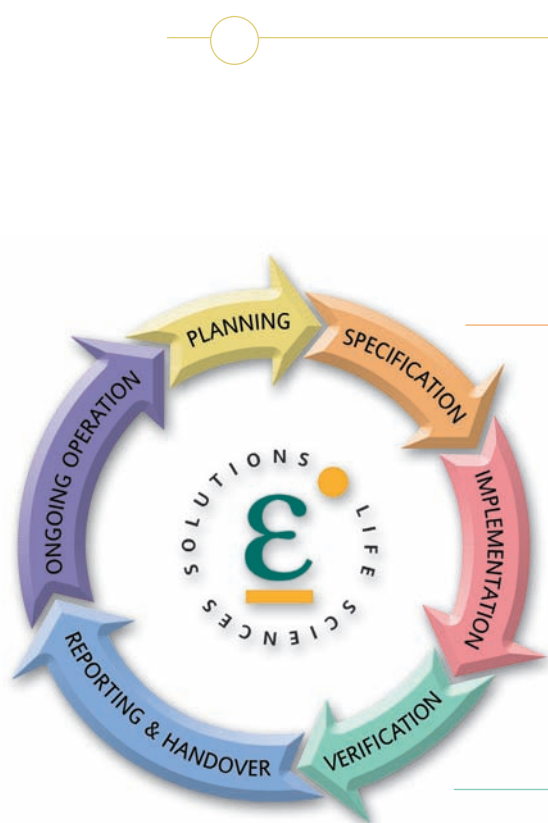 PLANNING
SPECIFICATION
IMPLEMENTATION
VERIFICATION
REPORTING & HANDOVER
ONGOING OPERATION
LIFE SCIENCES SOLUTIONS
ε